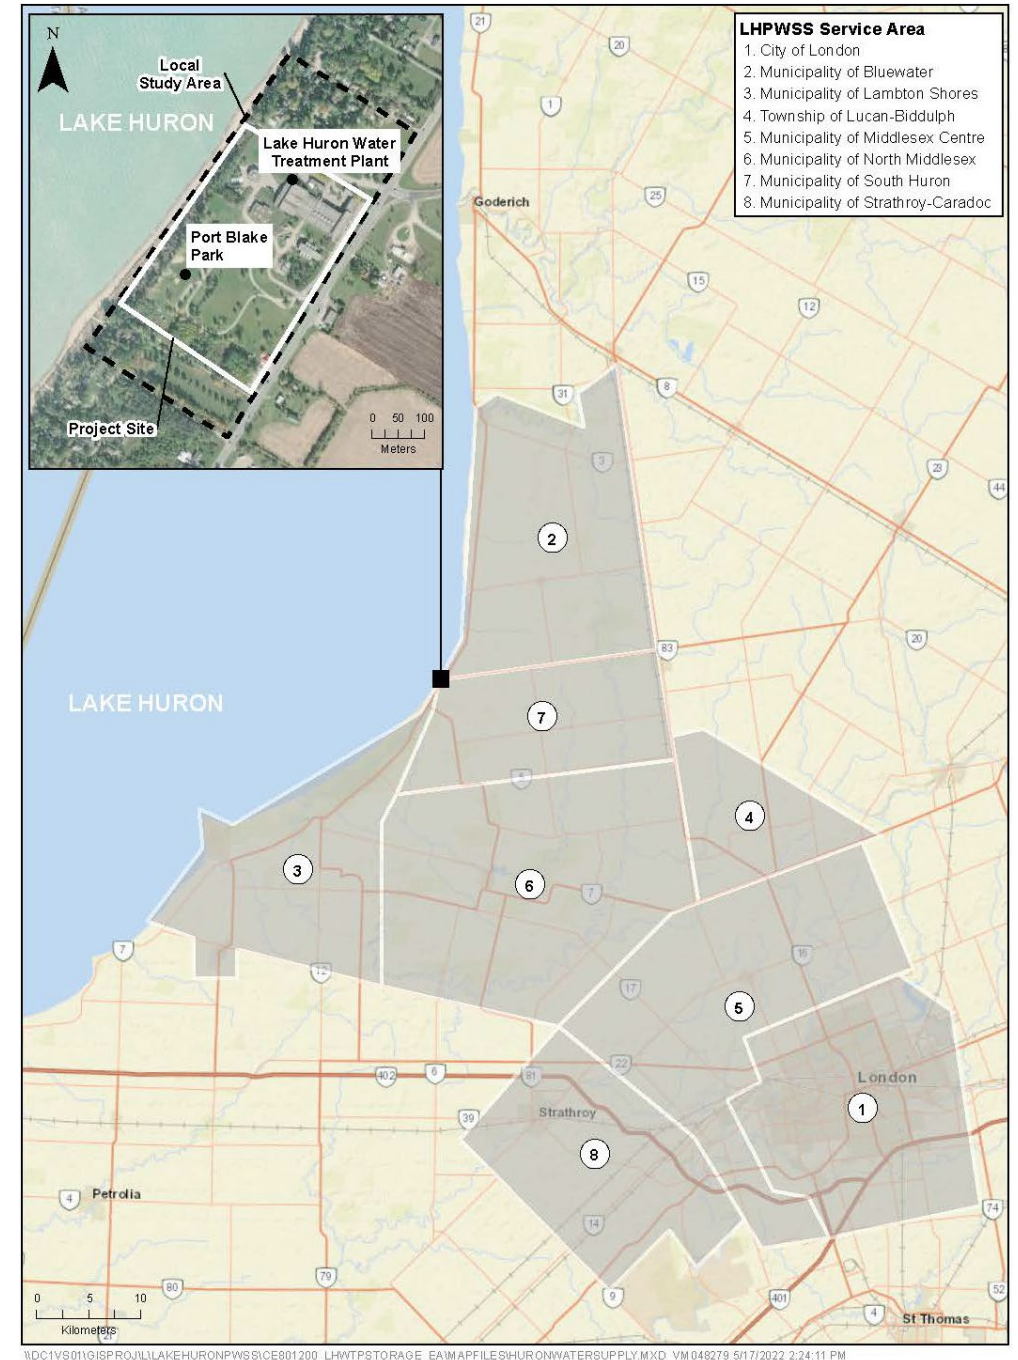 N
Local
Study Area
LAKE HURON
Lake Huron Water
Treatment Plant
Port Blake
Park
Project Site
0 50 100
Meters
LHPWSS Service Area
1. City of London
2. Municipality of Bluewater
3. Municipality of Lambton Shores
4. Township of Lucan-Biddulph
5. Municipality of Middlesex Centre
6. Municipality of North Middlesex
7. Municipality of South Huron
8. Municipality of Strathroy-Caradoc
21
20
1
Goderich
25
15
12
31
8
3
23
44
2
20
83
LAKE HURON
7
8
4
3
6
7
7
12
16
17
5
22
London
402
6
81
39
Strathroy
1
8
Petrolia
4
14
74
79
80
9
401
52
4
St Thomas
0 5 10
Kilometers
21
\\DC1VS01\GISPROJ\L\LAKEHURONPWSS\CE801200_LHWTPSTORAGE_EA\MAPFILES\HURONWATERSUPPLY.MXD VM048279 5/17/2022 2:24:11 PM